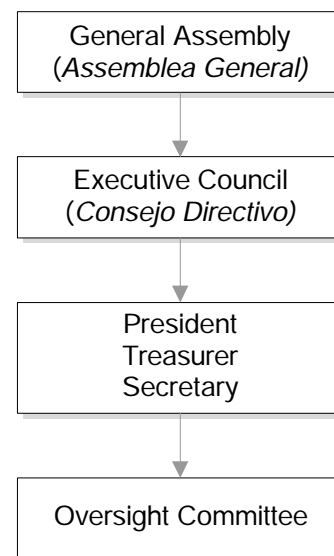 General Assembly
(Assemblea General)
Executive Council
(Consejo Directivo)
President
Treasurer
Secretary
Oversight Committee